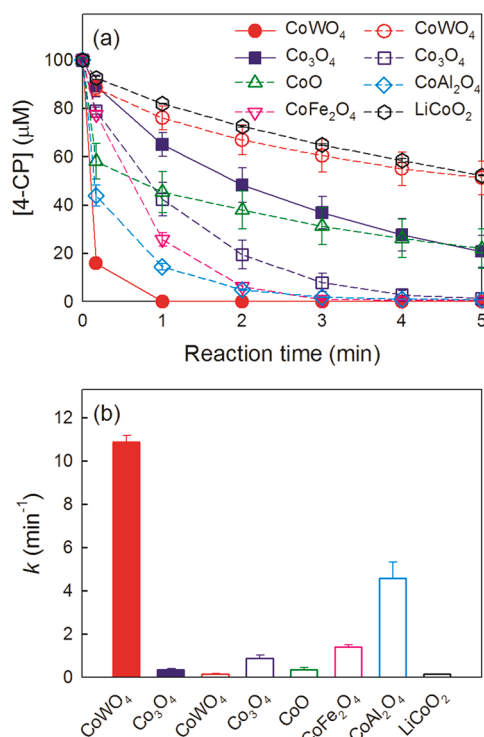 (a)
CoWO₄ CoWO₄
Co₃O₄ Co₃O₄
CoO CoAl₂O₄
CoFe₂O₄ LiCoO₂
[4-CP] (μM)
100
80
60
40
20
0
0 1 2 3 4 5
Reaction time (min)
(b)
k (min⁻¹)
12
10
8
6
4
2
0
CoWO₄ Co₃O₄ CoWO₄ Co₃O₄ CoO CoFe₂O₄ CoAl₂O₄ LiCoO₂